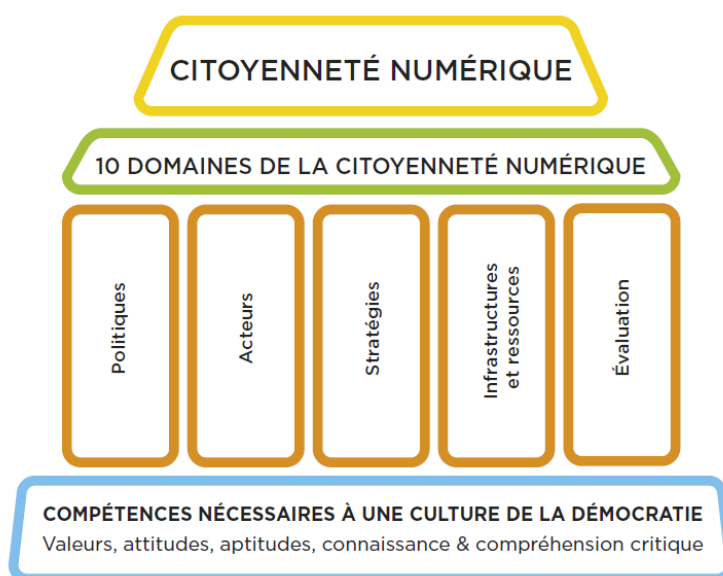 CITOYENNETÉ NUMÉRIQUE
10 DOMAINES DE LA CITOYENNETÉ NUMÉRIQUE
Politiques
Acteurs
Stratégies
Infrastructures
et ressources
Évaluation
COMPÉTENCES NÉCESSAIRES À UNE CULTURE DE LA DÉMOCRATIE
Valeurs, attitudes, aptitudes, connaissance & compréhension critique